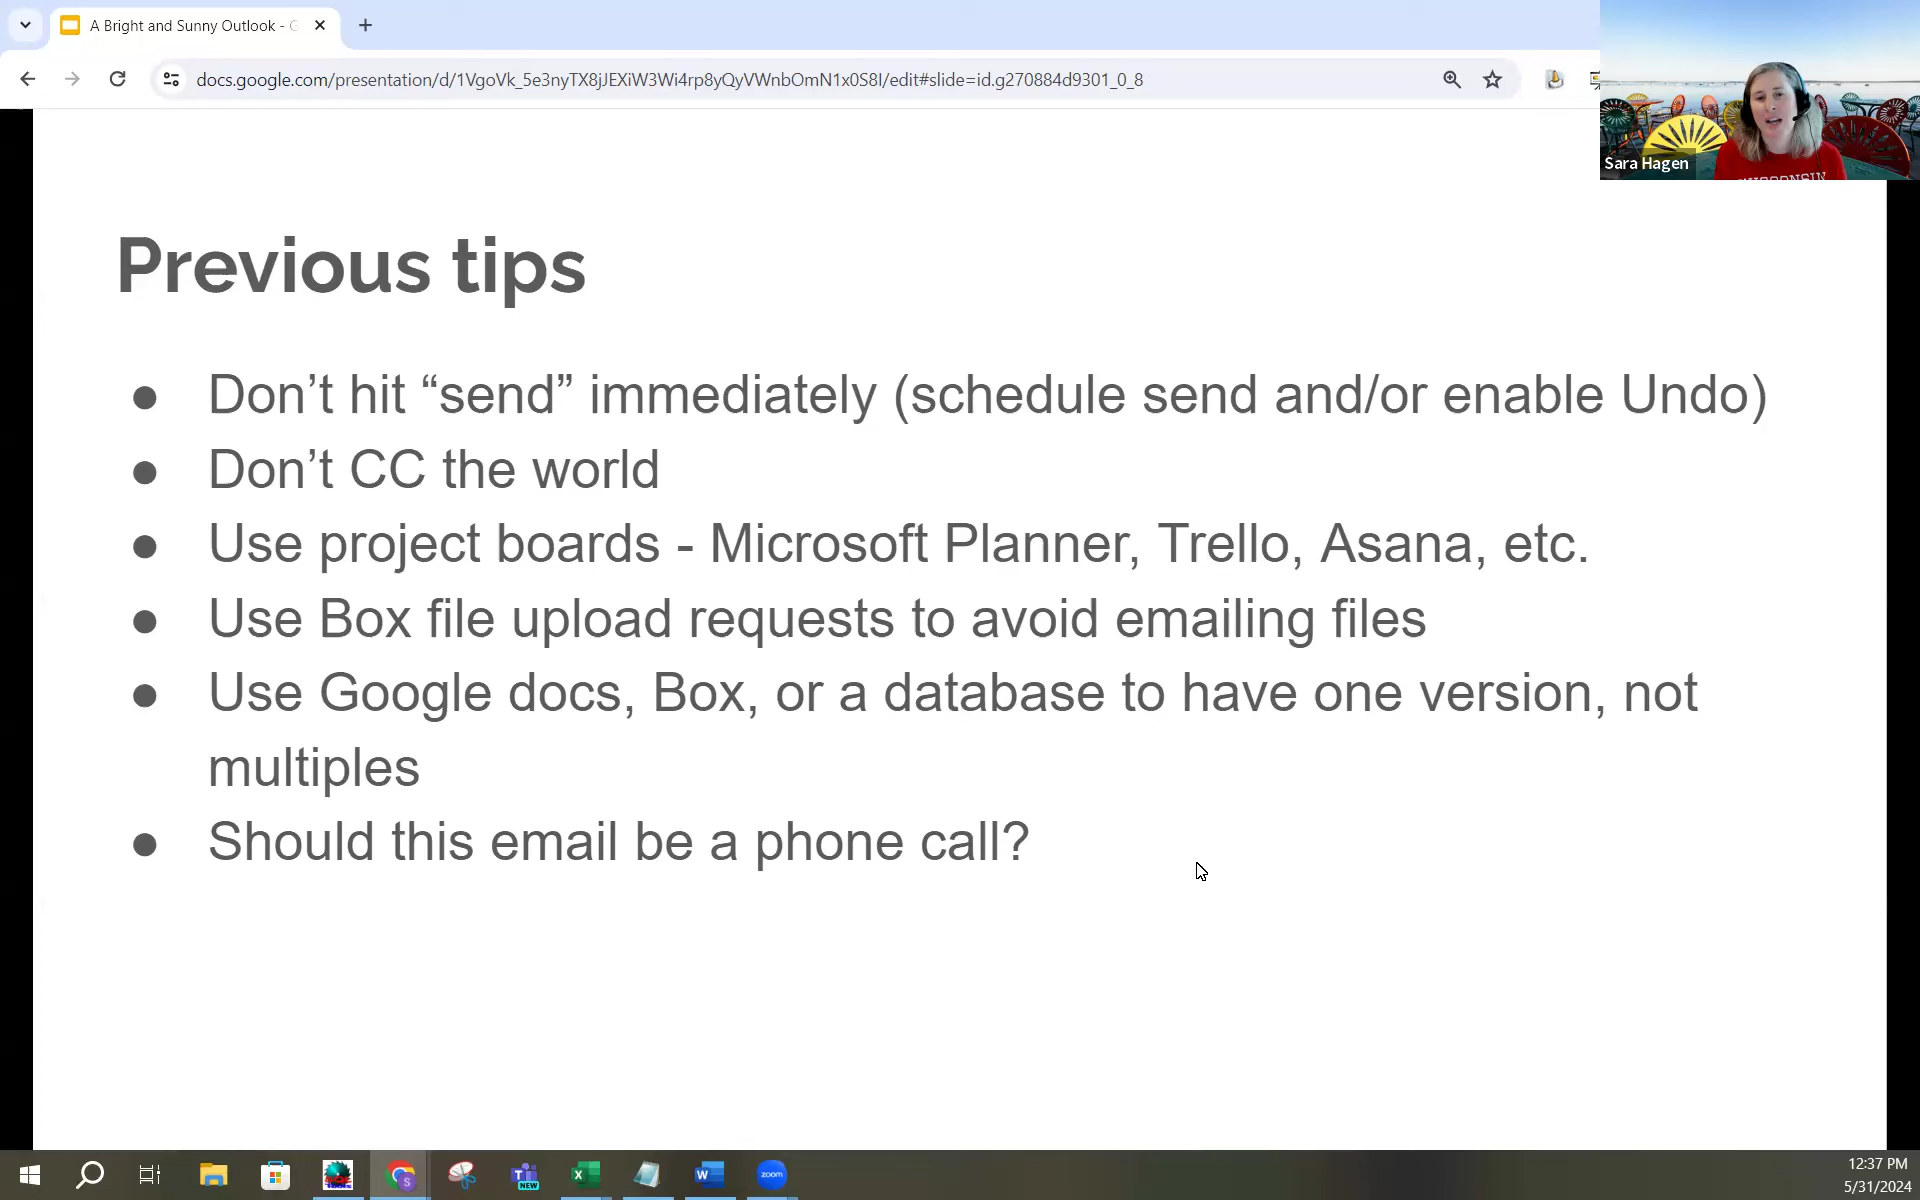 A Bright and Sunny Outlook - G
docs.google.com/presentation/d/1VgoVk_5e3nyTX8jJEXiW3Wi4rp8yQyVWnbOmN1x0S8I/edit#slide=id.g270884d9301_0_8
Sara Hagen
WISCONSIN
Previous tips
● Don’t hit “send” immediately (schedule send and/or enable Undo)
● Don’t CC the world
● Use project boards - Microsoft Planner, Trello, Asana, etc.
● Use Box file upload requests to avoid emailing files
● Use Google docs, Box, or a database to have one version, not
multiples
● Should this email be a phone call?
NEW
zoom
12:37 PM
5/31/2024